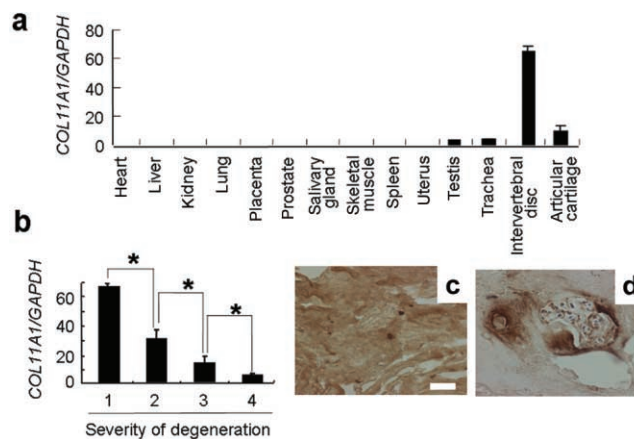 a
COL11A1/GAPDH
80
60
40
20
0
Heart
Liver
Kidney
Lung
Placenta
Prostate
Salivary
gland
Skeletal
muscle
Spleen
Uterus
Testis
Trachea
Intervertebral
disc
Articular
cartilage
b
COL11A1/GAPDH
60
40
20
0
* * *
1 2 3 4
Severity of degeneration
c
d